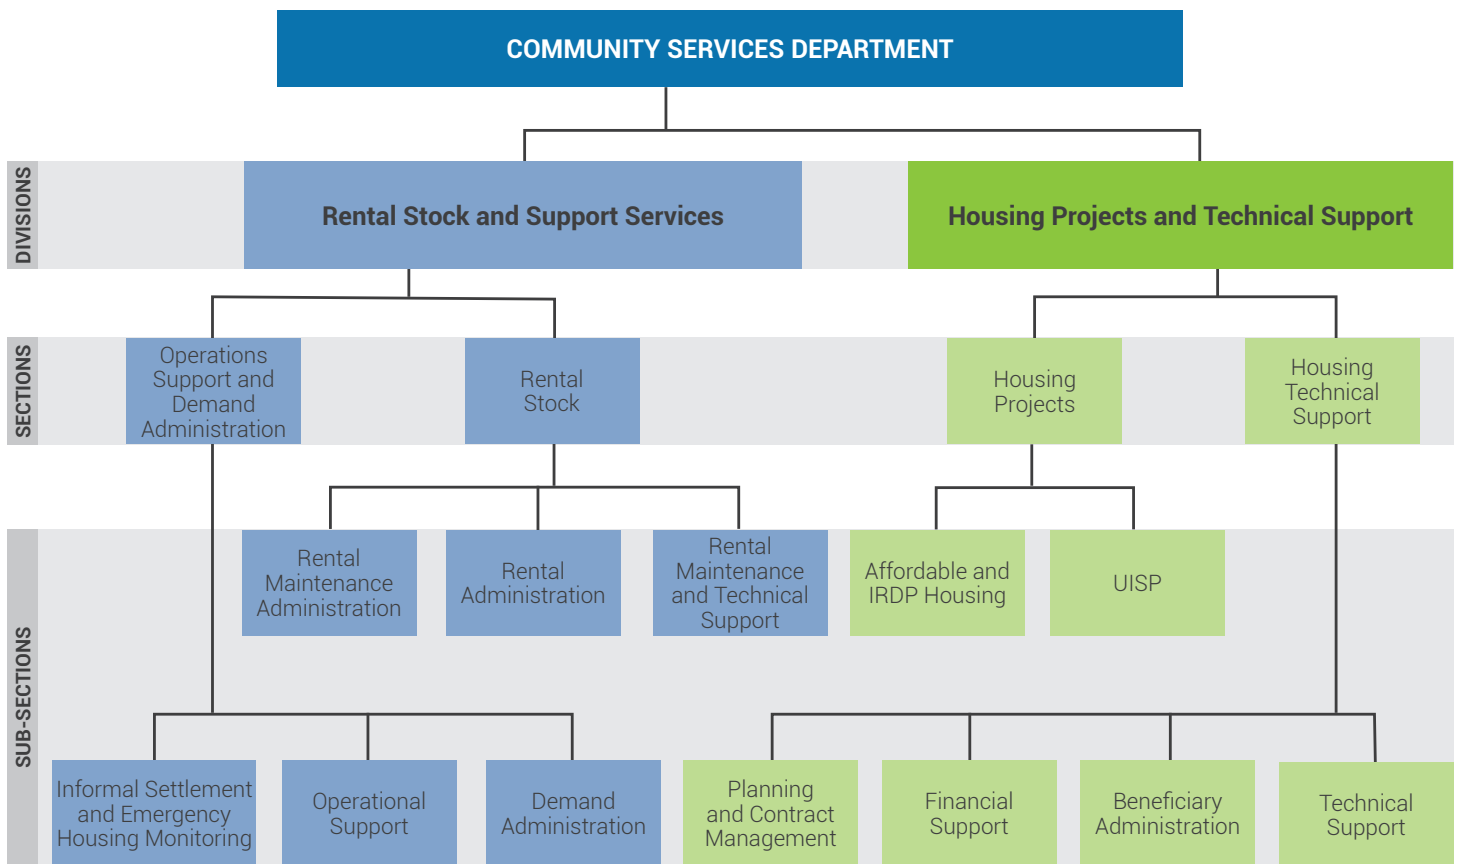 COMMUNITY SERVICES DEPARTMENT
DIVISIONS
Rental Stock and Support Services
Housing Projects and Technical Support
SECTIONS
Operations
Support and
Demand
Administration
Rental
Stock
Housing
Projects
Housing
Technical
Support
SUB-SECTIONS
Rental
Maintenance
Administration
Rental
Administration
Rental
Maintenance
and Technical
Support
Affordable and
IRDP Housing
UISP
Informal Settlement
and Emergency
Housing Monitoring
Operational
Support
Demand
Administration
Planning
and Contract
Management
Financial
Support
Beneficiary
Administration
Technical
Support